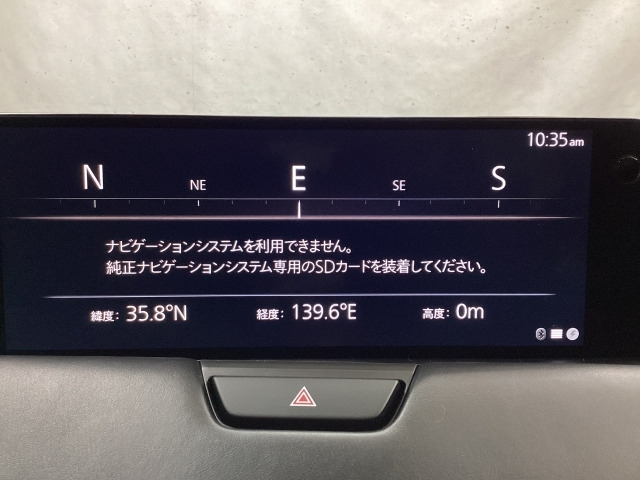 10:35am
N NE E SE S
ナビゲーションシステムを利用できません。
純正ナビゲーションシステム専用のSDカードを装着してください。
緯度: 35.8°N 経度: 139.6°E 高度: 0m